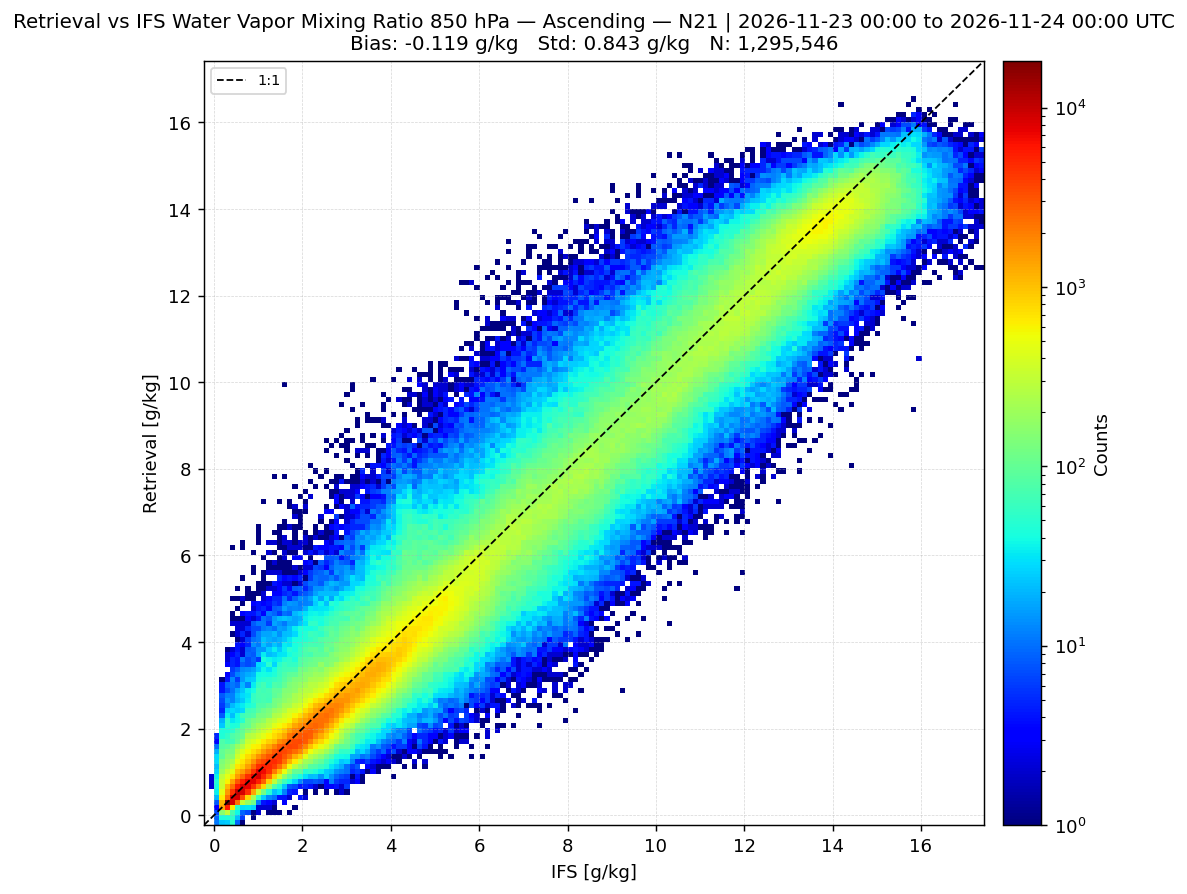 Retrieval vs IFS Water Vapor Mixing Ratio 850 hPa — Ascending — N21 | 2026-11-23 00:00 to 2026-11-24 00:00 UTC
Bias: -0.119 g/kg   Std: 0.843 g/kg   N: 1,295,546
1:1
16
14
12
10
8
6
4
2
0
Retrieval [g/kg]
0 2 4 6 8 10 12 14 16
IFS [g/kg]
10⁴
10³
10²
10¹
10⁰
Counts